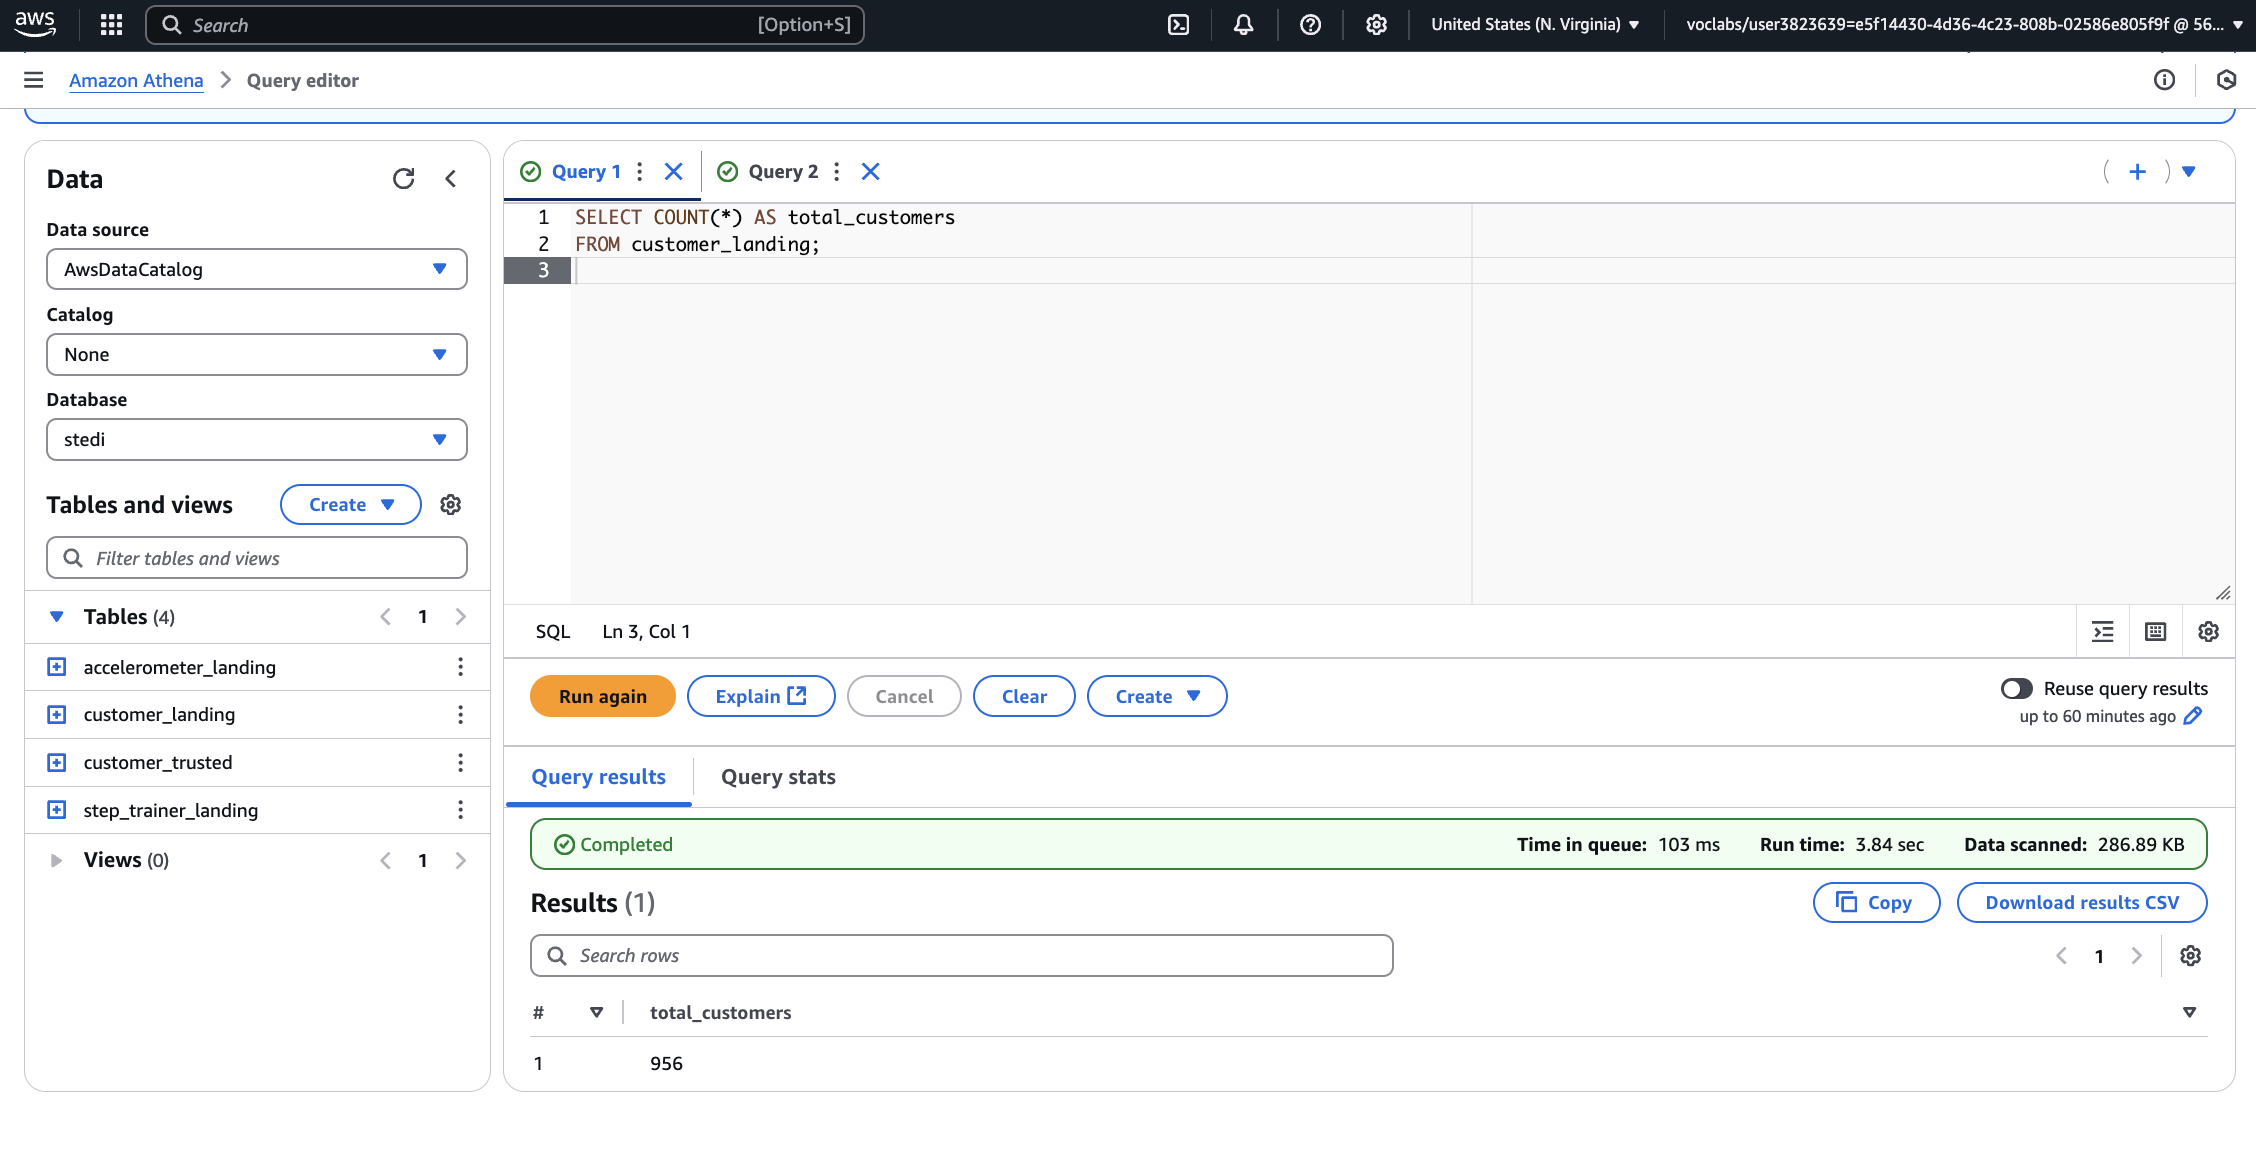 aws
Search [Option+S]
United States (N. Virginia)
voclabs/user3823639=e5f14430-4d36-4c23-808b-02586e805f9f @ 56...
Amazon Athena > Query editor
Data
Data source
AwsDataCatalog
Catalog
None
Database
stedi
Tables and views
Create
Filter tables and views
Tables (4)
1
accelerometer_landing
customer_landing
customer_trusted
step_trainer_landing
Views (0)
1
Query 1
Query 2
1 SELECT COUNT(*) AS total_customers
2 FROM customer_landing;
3
SQL Ln 3, Col 1
Run again
Explain
Cancel
Clear
Create
Reuse query results
up to 60 minutes ago
Query results
Query stats
Completed
Time in queue: 103 ms
Run time: 3.84 sec
Data scanned: 286.89 KB
Results (1)
Copy
Download results CSV
Search rows
1
# total_customers
1 956